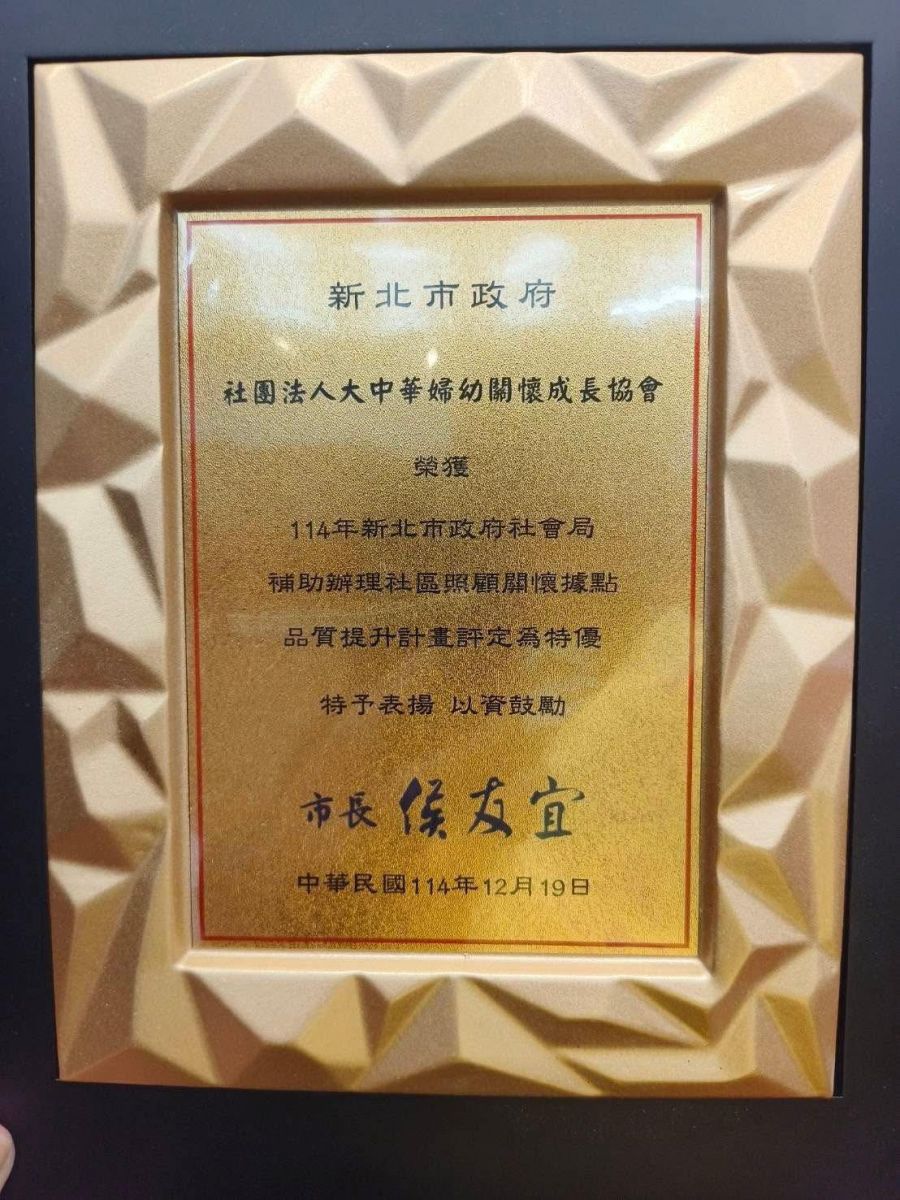 新北市政府
社團法人大中華婦幼關懷成長協會
榮獲
114年新北市政府社會局
補助辦理社區照顧關懷據點
品質提升計畫評定為特優
特予表揚 以資鼓勵
市長 侯友宜
中華民國114年12月19日